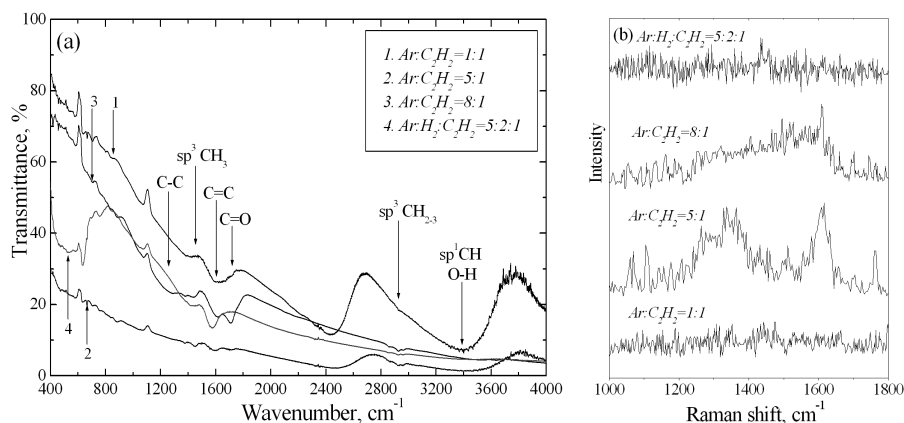 100
80
60
40
20
0
Transmittance, %
400 800 1200 1600 2000 2400 2800 3200 3600 4000
Wavenumber, cm⁻¹
(a)
1. Ar:C₂H₂=1:1
2. Ar:C₂H₂=5:1
3. Ar:C₂H₂=8:1
4. Ar:H₂:C₂H₂=5:2:1
3
1
sp³ CH₃
C-C
C=C
C=O
sp³ CH₂₋₃
sp¹CH
O-H
4
2
(b)
Ar:H₂:C₂H₂=5:2:1
Ar:C₂H₂=8:1
Ar:C₂H₂=5:1
Ar:C₂H₂=1:1
Intensity
1000 1200 1400 1600 1800
Raman shift, cm⁻¹